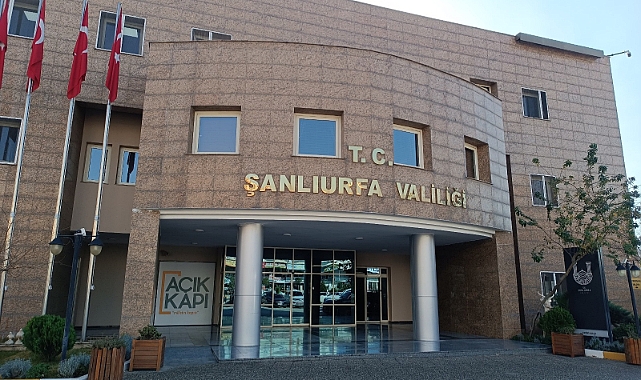 T.C.
ŞANLIURFA VALİLİĞİ
AÇIK
KAPI